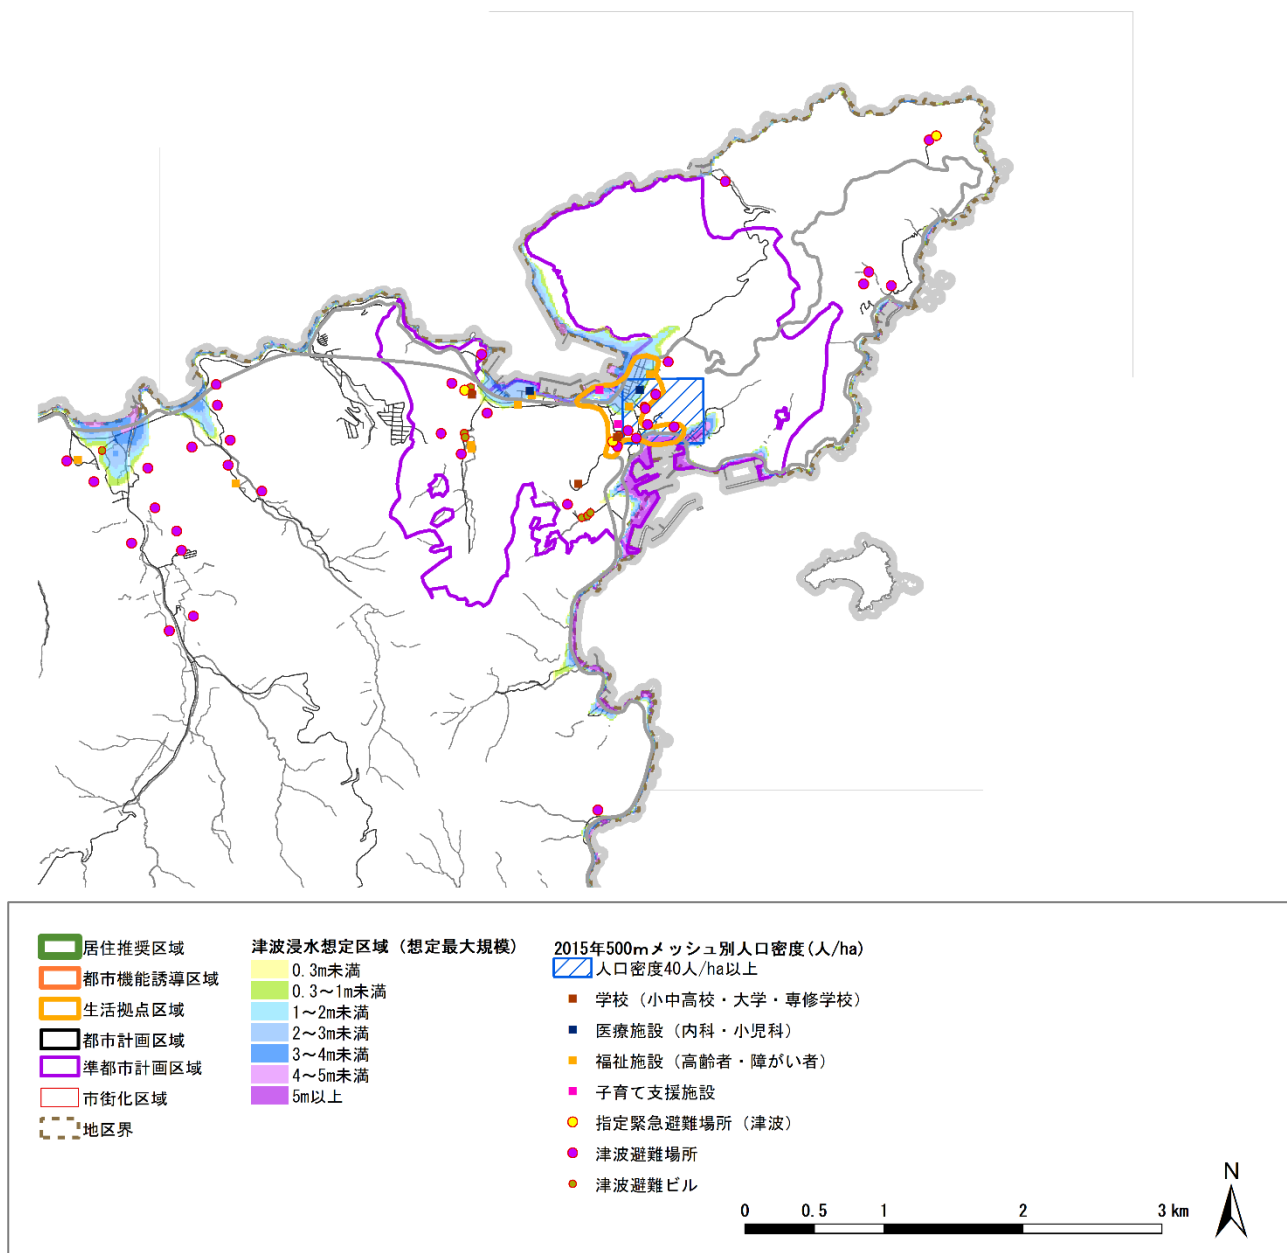 居住推奨区域
都市機能誘導区域
生活拠点区域
都市計画区域
準都市計画区域
市街化区域
地区界
津波浸水想定区域（想定最大規模）
0.3m未満
0.3～1m未満
1～2m未満
2～3m未満
3～4m未満
4～5m未満
5m以上
2015年500mメッシュ別人口密度(人/ha)
人口密度40人/ha以上
学校（小中高校・大学・専修学校）
医療施設（内科・小児科）
福祉施設（高齢者・障がい者）
子育て支援施設
指定緊急避難場所（津波）
津波避難場所
津波避難ビル
0 0.5 1 2 3 km
N